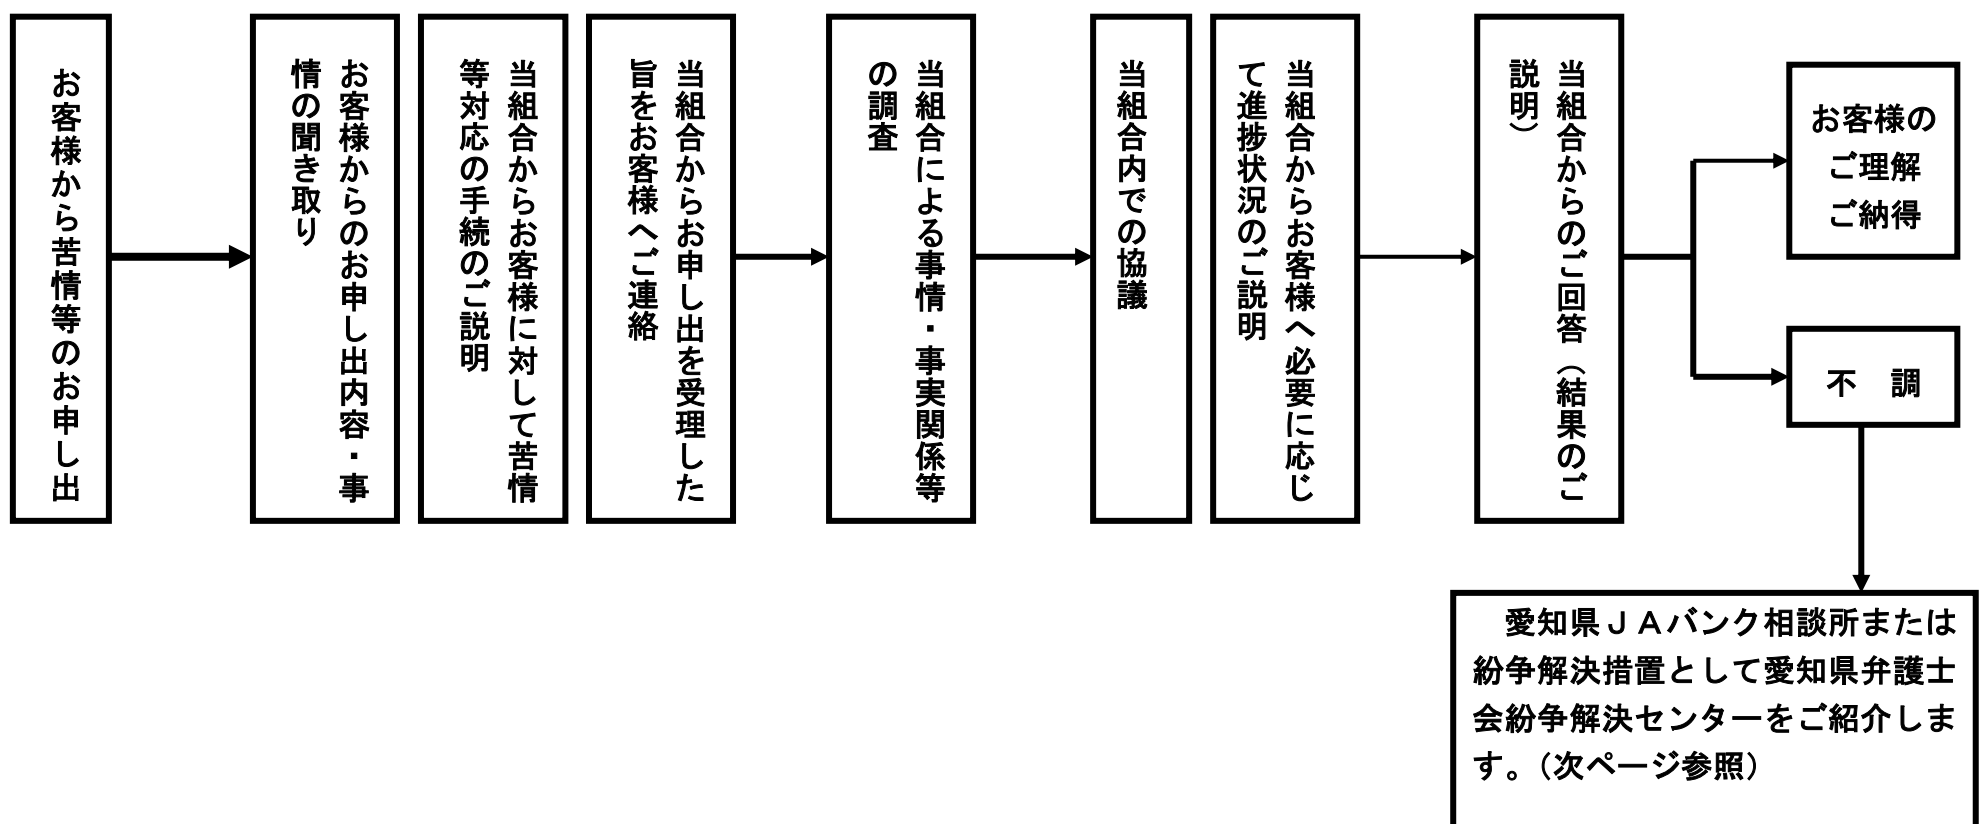 お客様から苦情等のお申し出
お客様からのお申し出内容・事
情の聞き取り
当組合からお客様に対して苦情
等対応の手続のご説明
当組合からお申し出を受理した
旨をお客様へご連絡
当組合による事情・事実関係等
の調査
当組合内での協議
当組合からお客様へ必要に応じ
て進捗状況のご説明
当組合からのご回答（結果のご
説明）
お客様の
ご理解
ご納得
不　調
愛知県ＪＡバンク相談所または
紛争解決措置として愛知県弁護士
会紛争解決センターをご紹介しま
す。（次ページ参照）